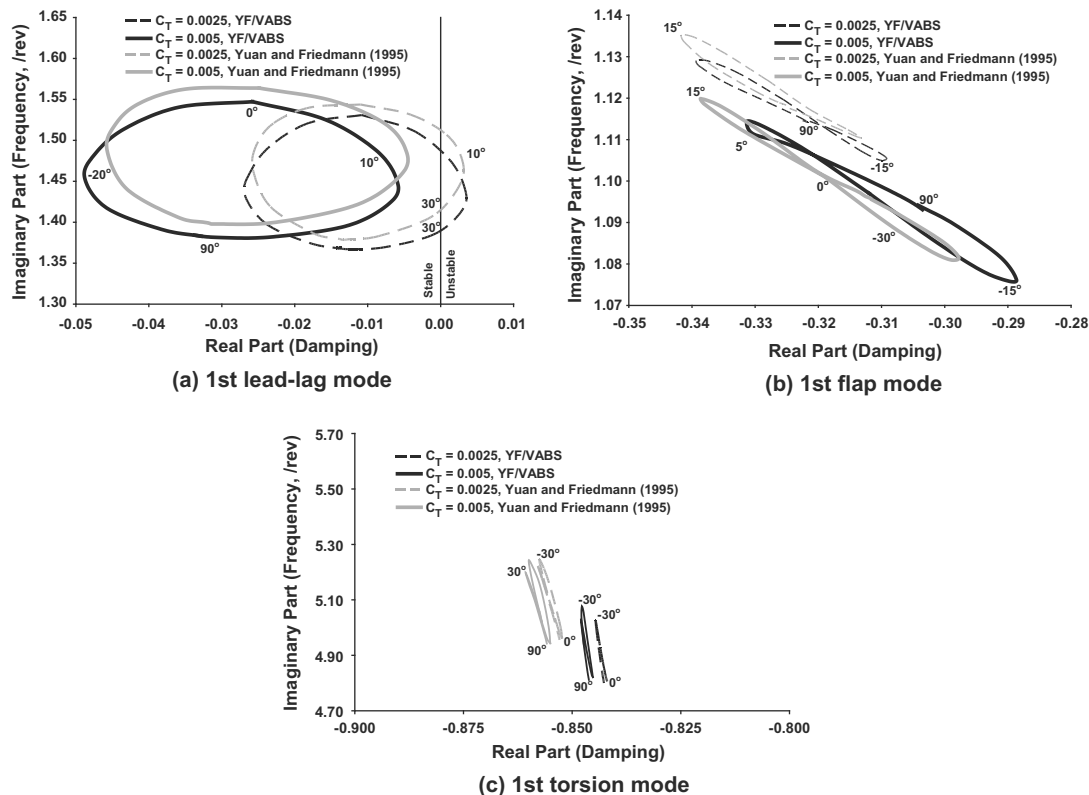 1.65
1.60
1.55
1.50
1.45
1.40
1.35
1.30
Imaginary Part (Frequency, /rev)
C_T = 0.0025, YF/VABS
C_T = 0.005, YF/VABS
C_T = 0.0025, Yuan and Friedmann (1995)
C_T = 0.005, Yuan and Friedmann (1995)
0°
10°
10°
-20°
30°
30°
90°
Stable
Unstable
-0.05 -0.04 -0.03 -0.02 -0.01 0.00 0.01
Real Part (Damping)
(a) 1st lead-lag mode
1.14
1.13
1.12
1.11
1.10
1.09
1.08
1.07
Imaginary Part (Frequency, /rev)
C_T = 0.0025, YF/VABS
C_T = 0.005, YF/VABS
C_T = 0.0025, Yuan and Friedmann (1995)
C_T = 0.005, Yuan and Friedmann (1995)
15°
15°
90°
5°
-15°
0°
90°
-30°
-15°
-0.35 -0.34 -0.33 -0.32 -0.31 -0.30 -0.29 -0.28
Real Part (Damping)
(b) 1st flap mode
5.70
5.50
5.30
5.10
4.90
4.70
Imaginary Part (Frequency, /rev)
C_T = 0.0025, YF/VABS
C_T = 0.005, YF/VABS
C_T = 0.0025, Yuan and Friedmann (1995)
C_T = 0.005, Yuan and Friedmann (1995)
-30°
30°
-30°
-30°
90°
0°
90°
0°
-0.900 -0.875 -0.850 -0.825 -0.800
Real Part (Damping)
(c) 1st torsion mode